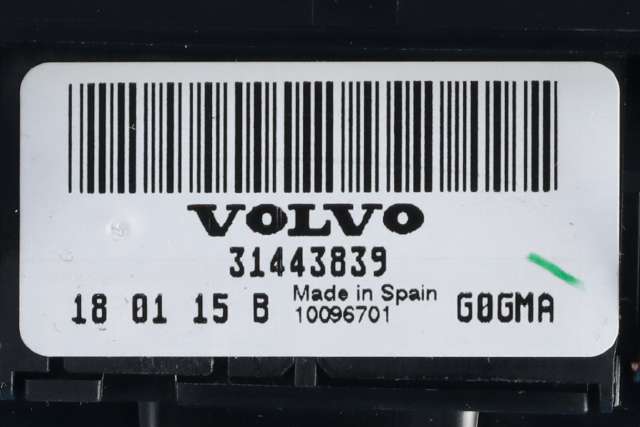 VOLVO
31443839
18 01 15 B Made in Spain G0GMA
10096701